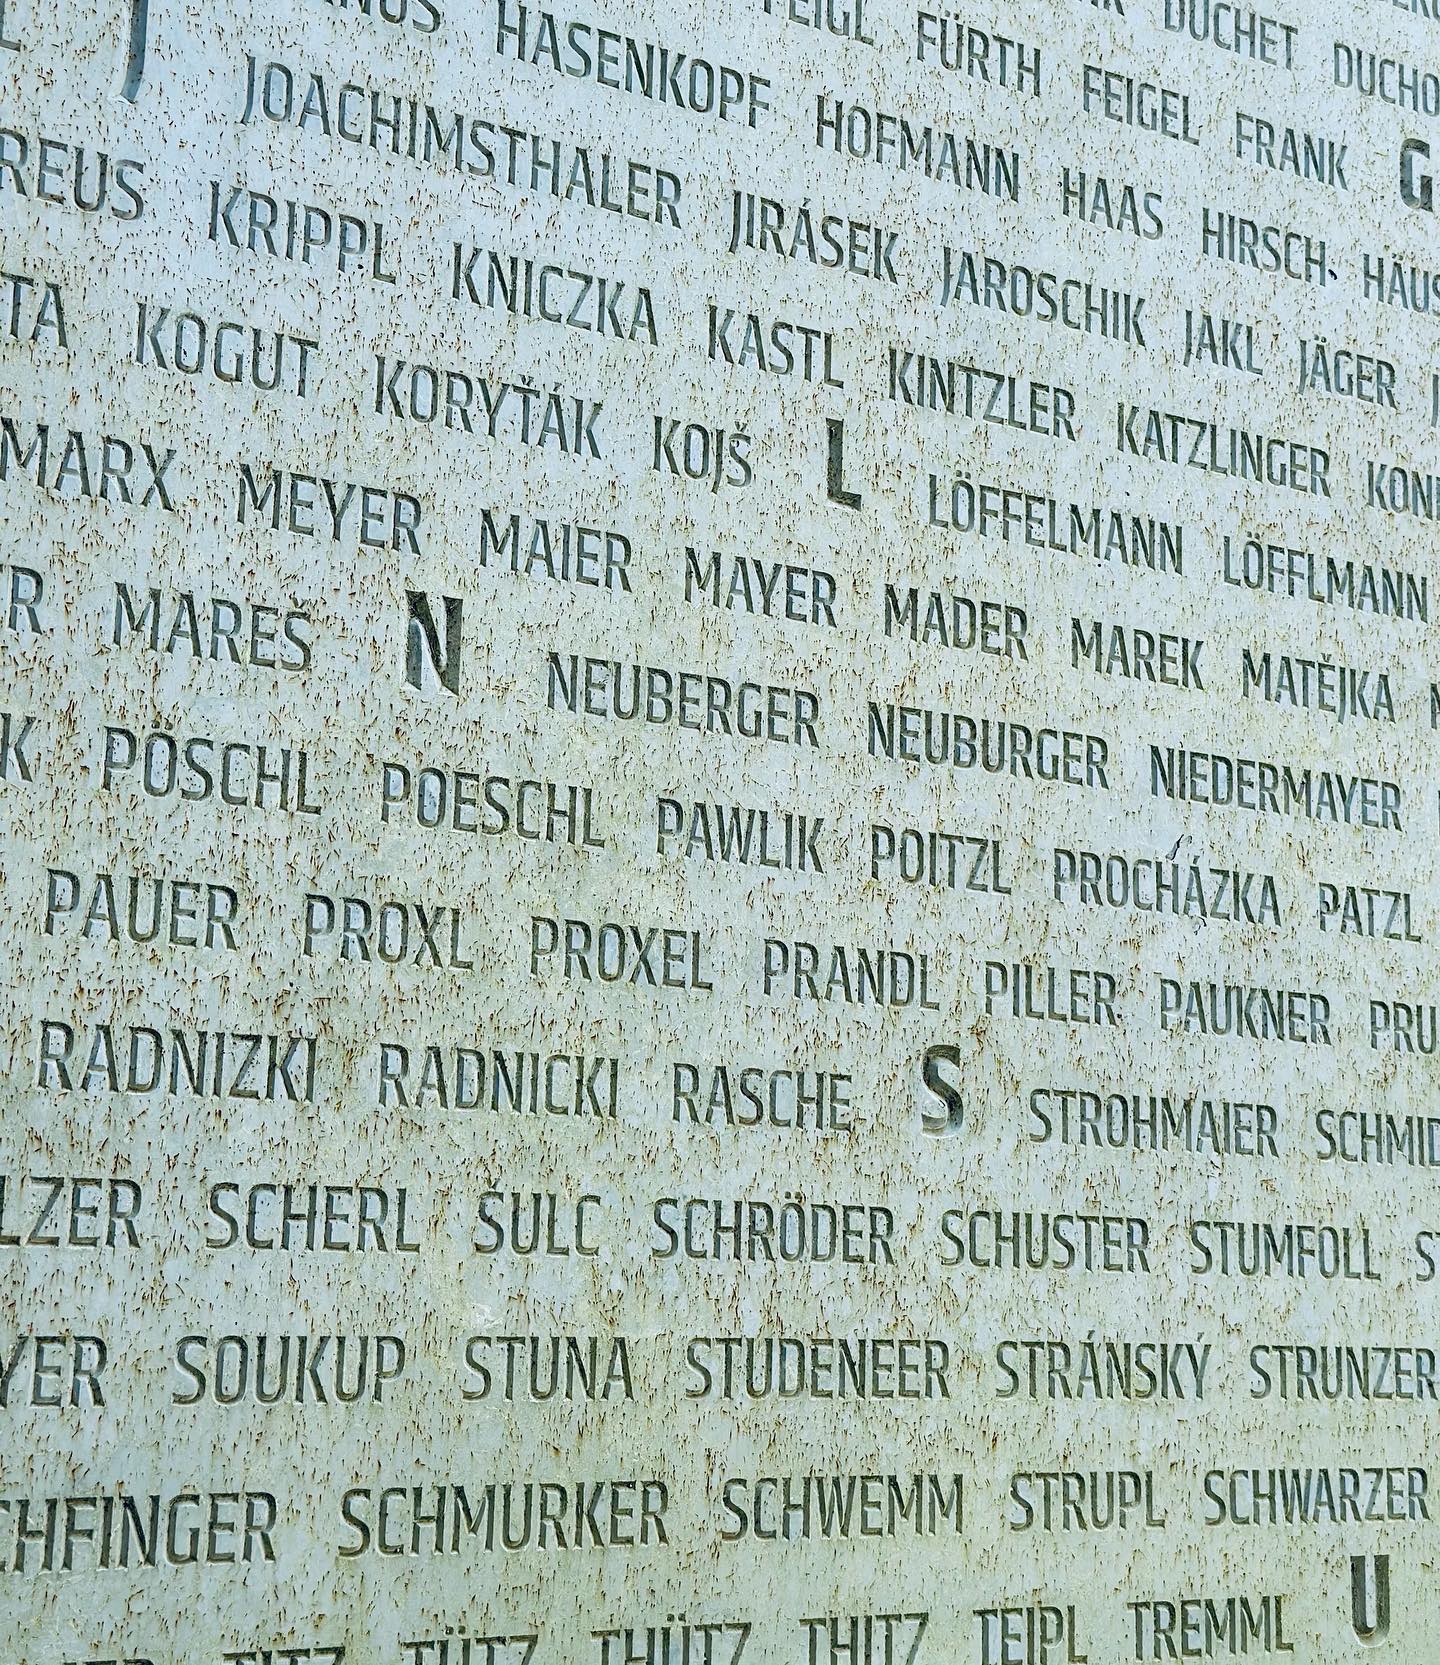 DUCHET
FÜRTH FEIGEL FRANK G
HASENKOPF HOFMANN HAAS HIRSCH
J JOACHIMSTHALER JIRÁSEK JAROSCHIK JAKL JÄGER
KRIPPL KNICZKA KASTL KINTZLER KATZLINGER
KOGUT KORYŤÁK KOJŠ L LÖFFELMANN LÖFFLMANN
MARX MEYER MAIER MAYER MADER MAREK MATĚJKA
MAREŠ N NEUBERGER NEUBURGER NIEDERMAYER
PÖSCHL POESCHL PAWLIK POITZL PROCHÁZKA PATZL
PAUER PROXL PROXEL PRANDL PILLER PAUKNER
RADNIZKI RADNICKI RASCHE S STROHMAIER
SCHERL ŠULC SCHRÖDER SCHUSTER STUMFOLL
SOUKUP STUNA STUDENEER STRÁNSKÝ STRUNZER
SCHMURKER SCHWEMM STRUPL SCHWARZER
TÜTZ THÜTZ THITZ TEIPL TREMML U